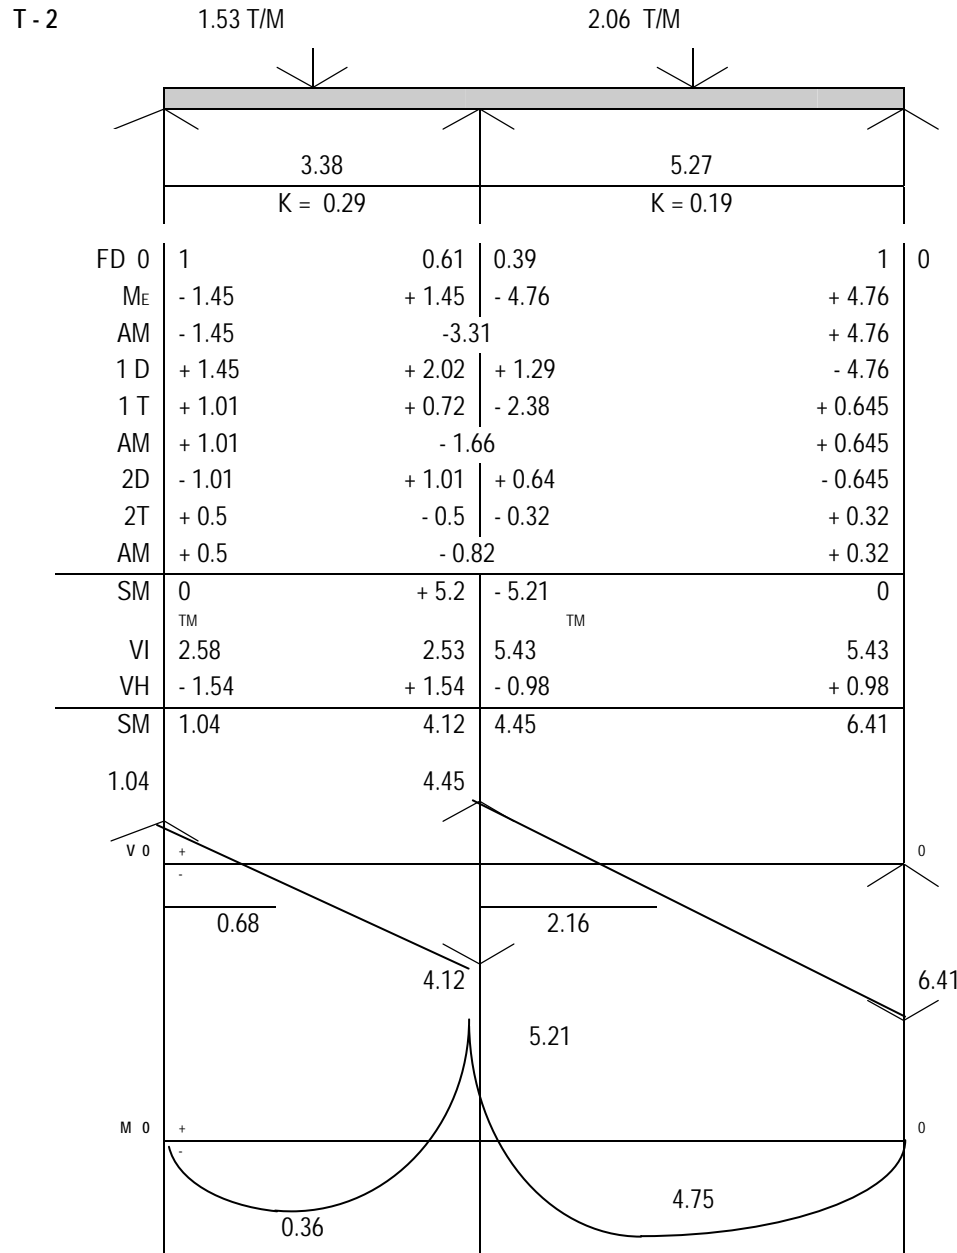 T - 2 1.53 T/M 2.06 T/M
3.38 5.27
K = 0.29 K = 0.19
FD 0 1 0.61 0.39 1 0
ME - 1.45 + 1.45 - 4.76 + 4.76
AM - 1.45 -3.31 + 4.76
1 D + 1.45 + 2.02 + 1.29 - 4.76
1 T + 1.01 + 0.72 - 2.38 + 0.645
AM + 1.01 - 1.66 + 0.645
2D - 1.01 + 1.01 + 0.64 - 0.645
2T + 0.5 - 0.5 - 0.32 + 0.32
AM + 0.5 - 0.82 + 0.32
SM 0 + 5.2 - 5.21 0
TM TM
VI 2.58 2.53 5.43 5.43
VH - 1.54 + 1.54 - 0.98 + 0.98
SM 1.04 4.12 4.45 6.41
1.04 4.45
V 0 + 0
-
0.68 2.16
4.12 6.41
5.21
M 0 + 0
-
4.75
0.36